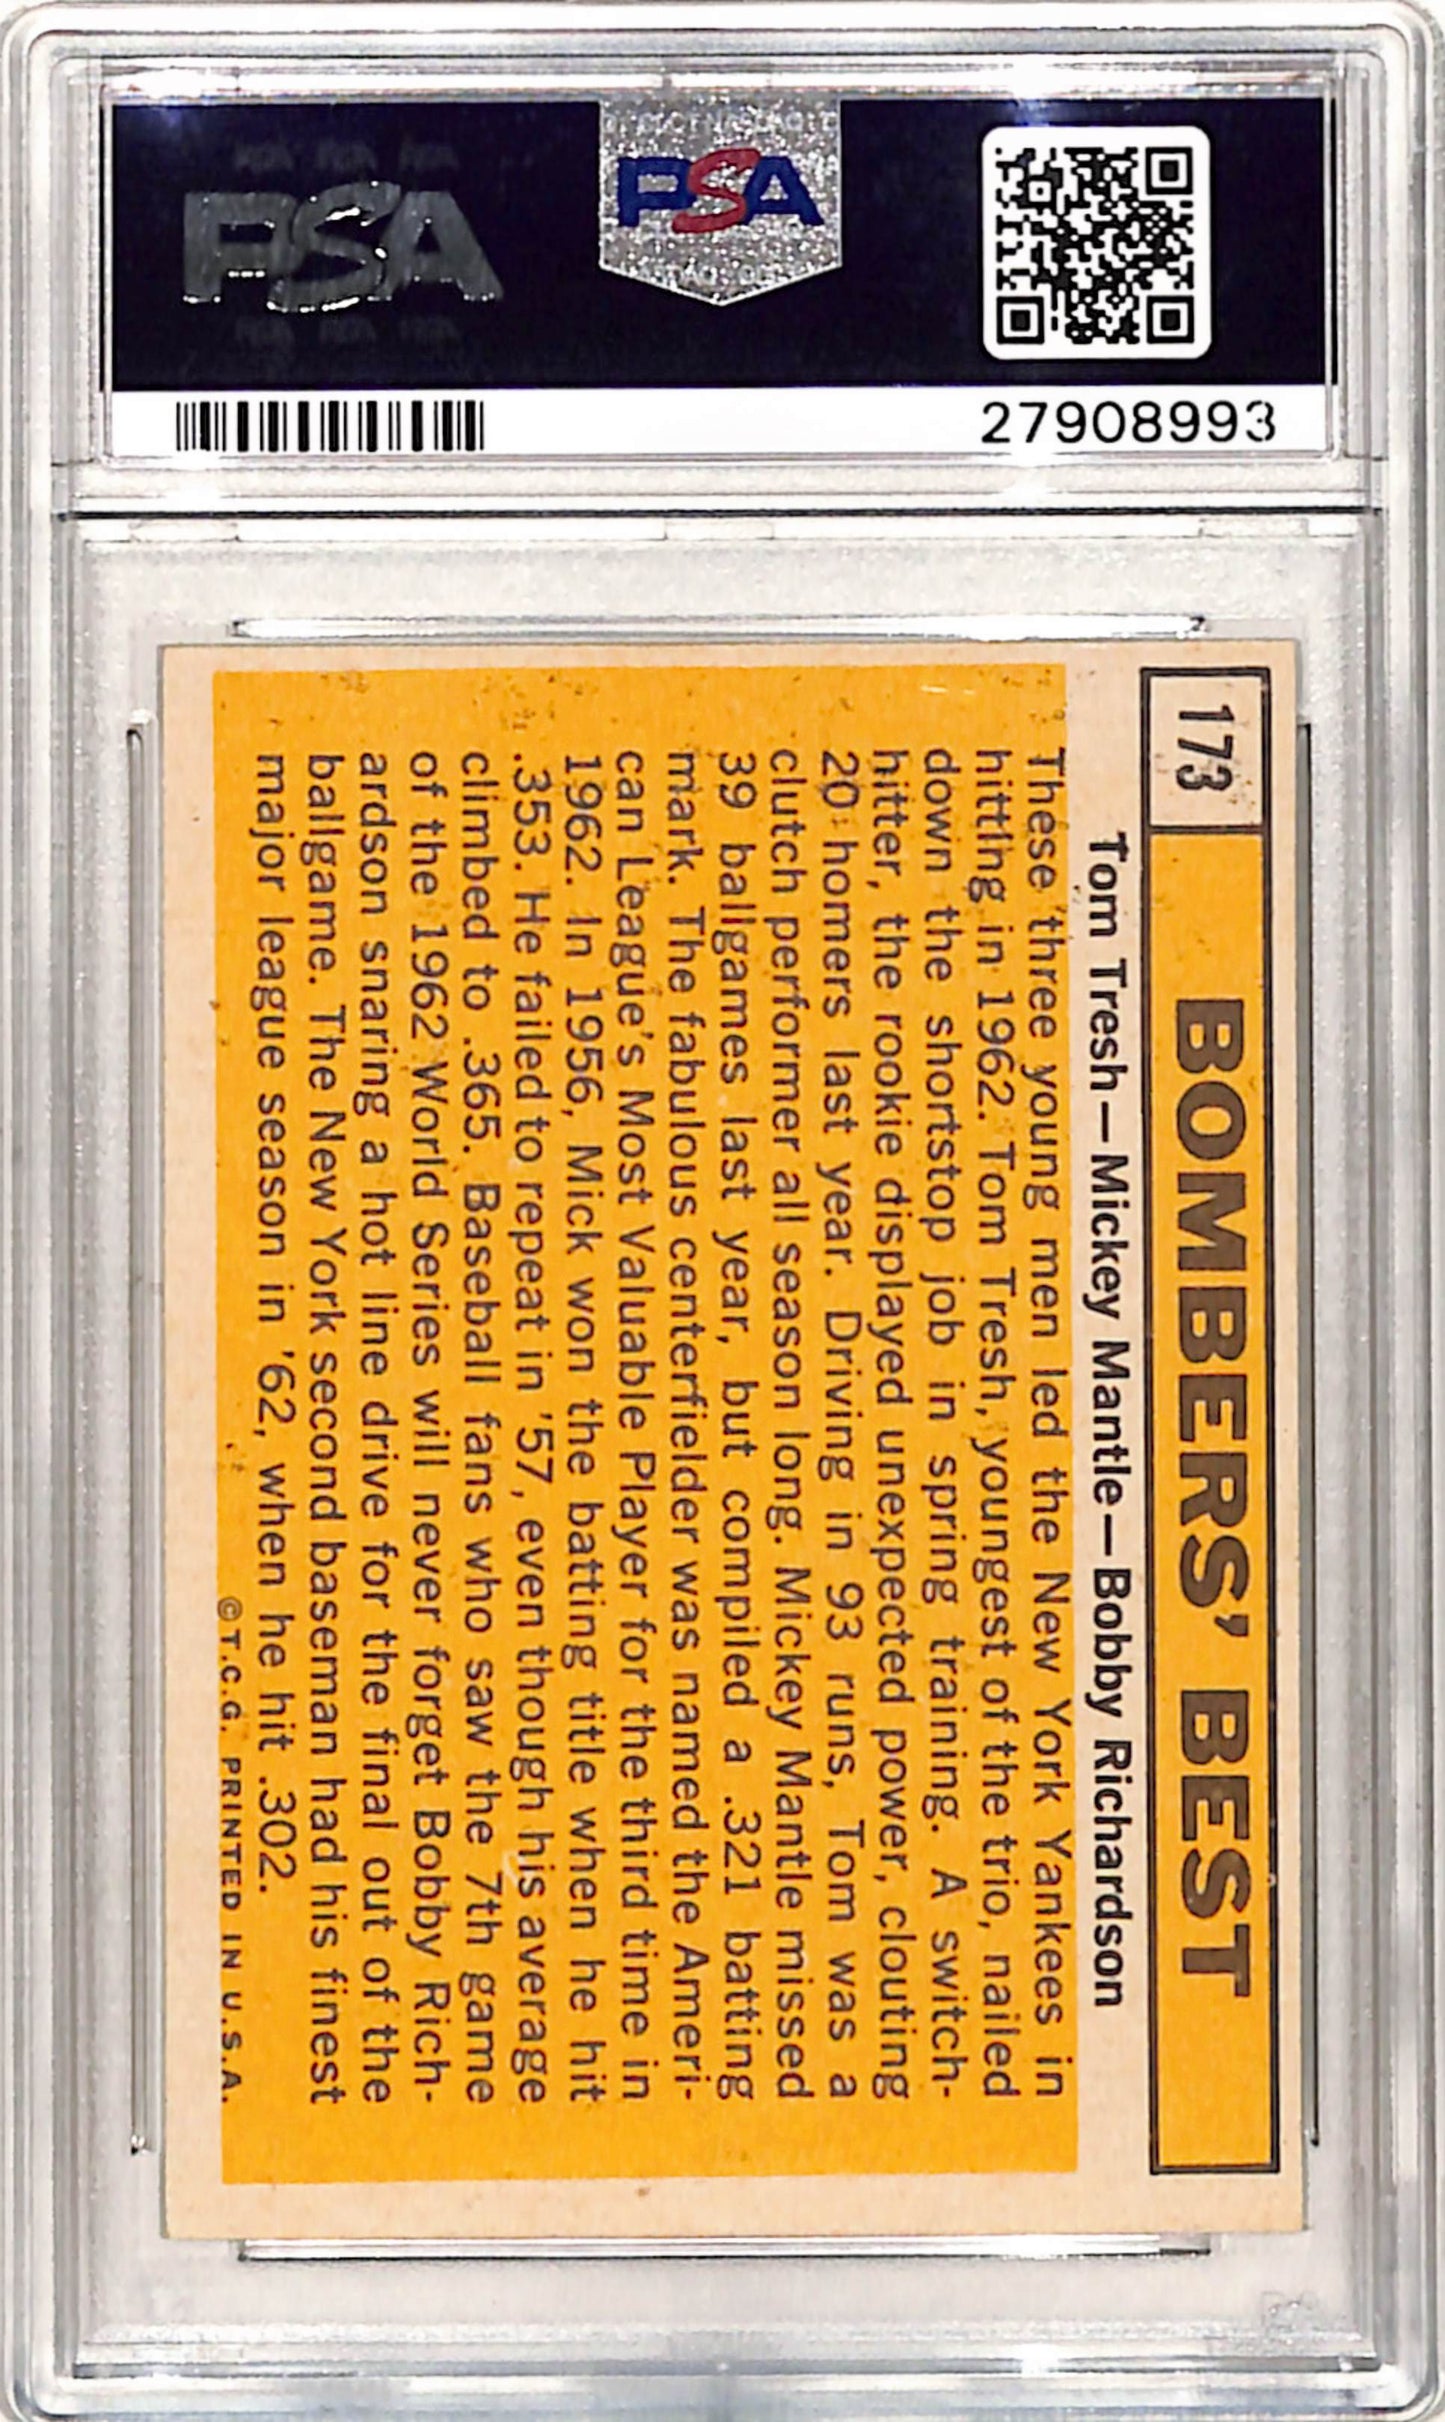 PSA
PSA
27908993
173
BOMBERS' BEST
Tom Tresh—Mickey Mantle—Bobby Richardson
These three young men led the New York Yankees in
hitting in 1962. Tom Tresh, youngest of the trio, nailed
down the shortstop job in spring training. A switch-
hitter, the rookie displayed unexpected power, clouting
20 homers last year. Driving in 93 runs, Tom was a
clutch performer all season long. Mickey Mantle missed
39 ballgames last year, but compiled a .321 batting
mark. The fabulous centerfielder was named the Ameri-
can League's Most Valuable Player for the third time in
1962. In 1956, Mick won the batting title when he hit
.353. He failed to repeat in '57, even though his average
climbed to .365. Baseball fans who saw the 7th game
of the 1962 World Series will never forget Bobby Rich-
ardson snaring a hot line drive for the final out of the
ballgame. The New York second baseman had his finest
major league season in '62, when he hit .302.
©T.C.G. PRINTED IN U.S.A.